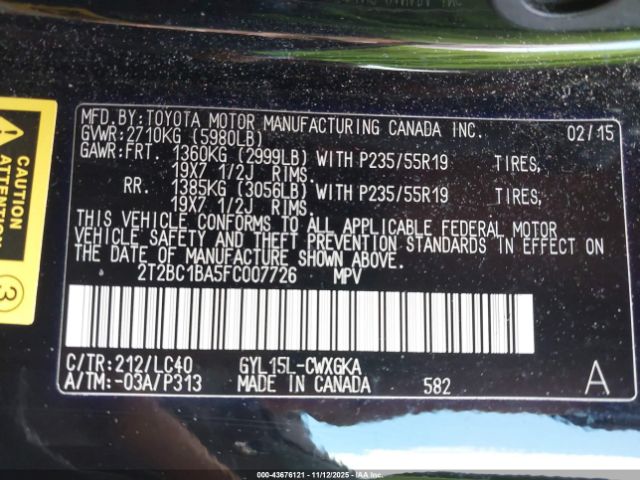 MFD. BY: TOYOTA MOTOR MANUFACTURING CANADA INC. 02/15
GVWR: 2710KG (5980LB)
GAWR: FRT. 1360KG (2999LB) WITH P235/55R19 TIRES,
19X7 1/2J RIMS.
RR. 1385KG (3056LB) WITH P235/55R19 TIRES,
19X7 1/2J RIMS.
THIS VEHICLE CONFORMS TO ALL APPLICABLE FEDERAL MOTOR
VEHICLE SAFETY AND THEFT PREVENTION STANDARDS IN EFFECT ON
THE DATE OF MANUFACTURE SHOWN ABOVE.
2T2BC1BA5FC007726 MPV
C/TR: 212/LC40 GYL15L-CWXGKA
A/TM: -03A/P313 MADE IN CANADA 582 A
CAUTION
ATTENTION
3
000-43676121 - 11/12/2025 - iaai.com